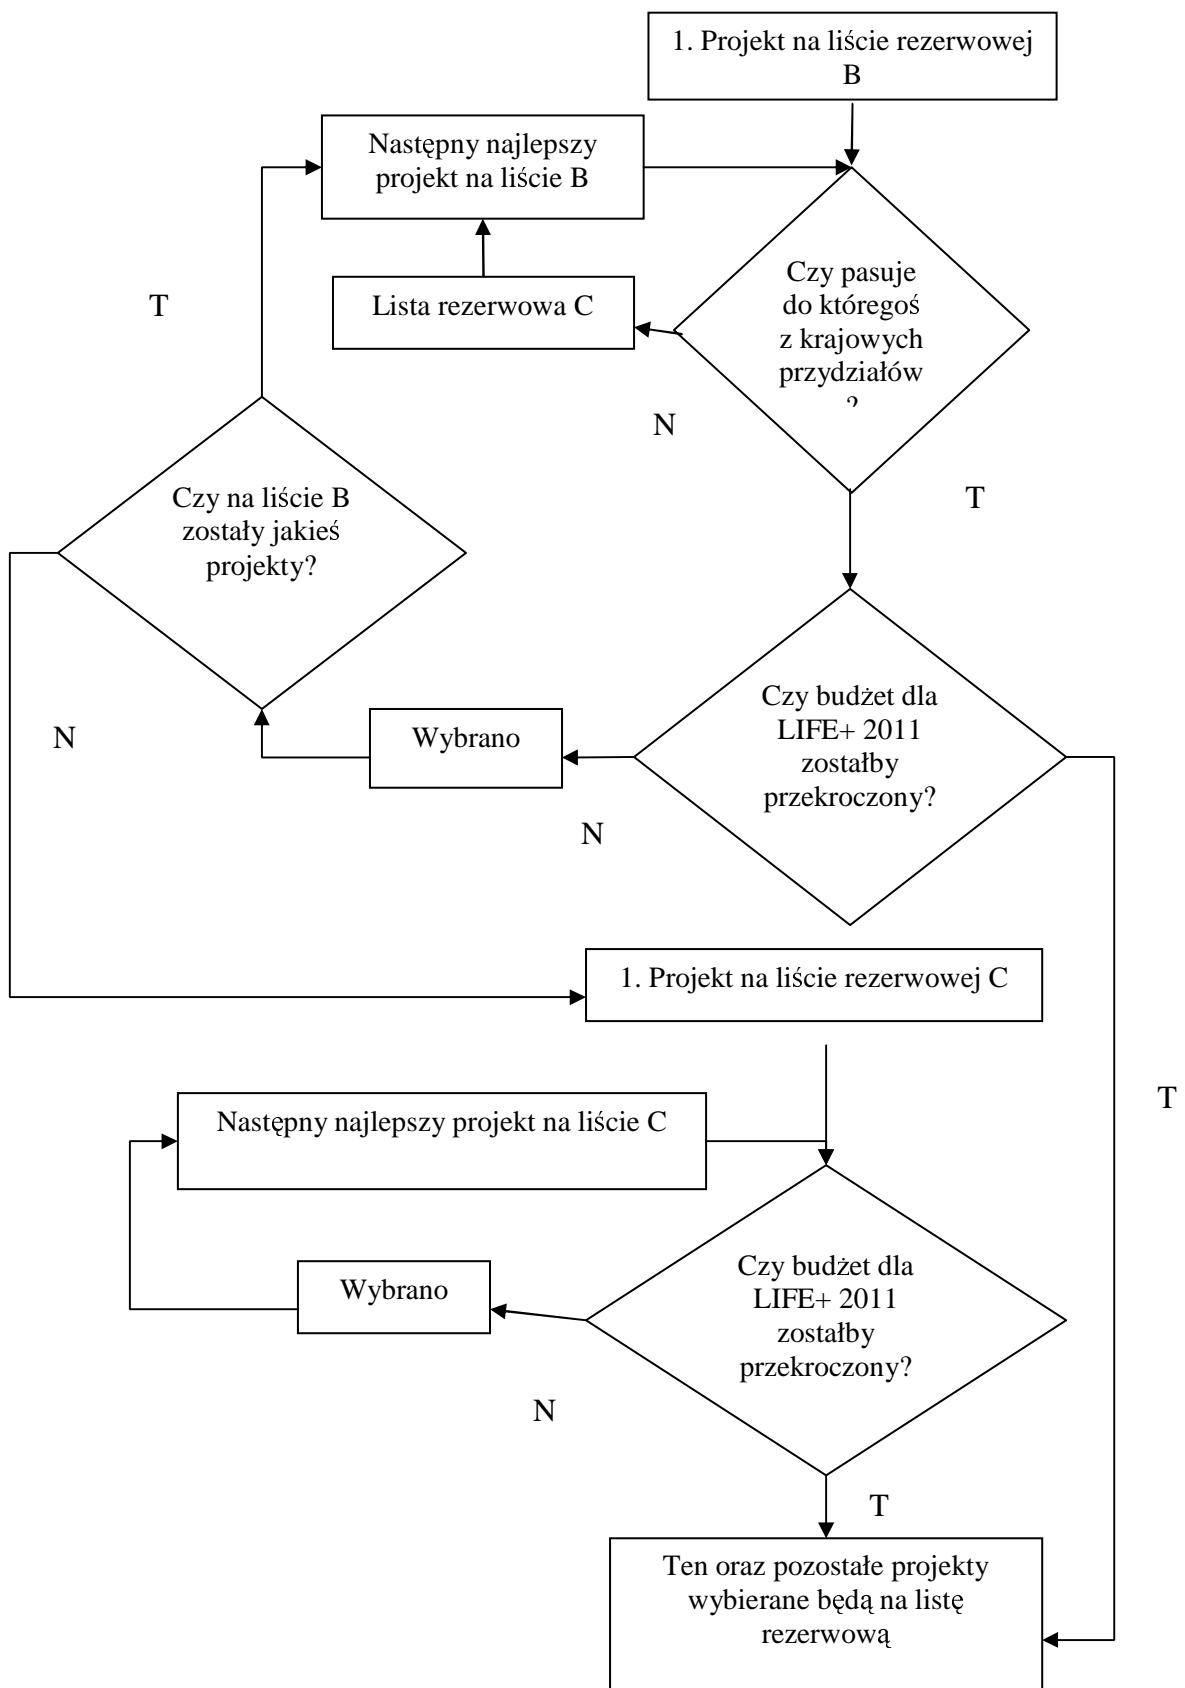 1. Projekt na liście rezerwowej
B
Następny najlepszy
projekt na liście B
Czy pasuje
do któregoś
z krajowych
przydziałów
?
Lista rezerwowa C
T
N
T
Czy na liście B
zostały jakieś
projekty?
N
Czy budżet dla
LIFE+ 2011
zostałby
przekroczony?
Wybrano
N
1. Projekt na liście rezerwowej C
T
Następny najlepszy projekt na liście C
Czy budżet dla
LIFE+ 2011
zostałby
przekroczony?
Wybrano
N
T
Ten oraz pozostałe projekty
wybierane będą na listę
rezerwową